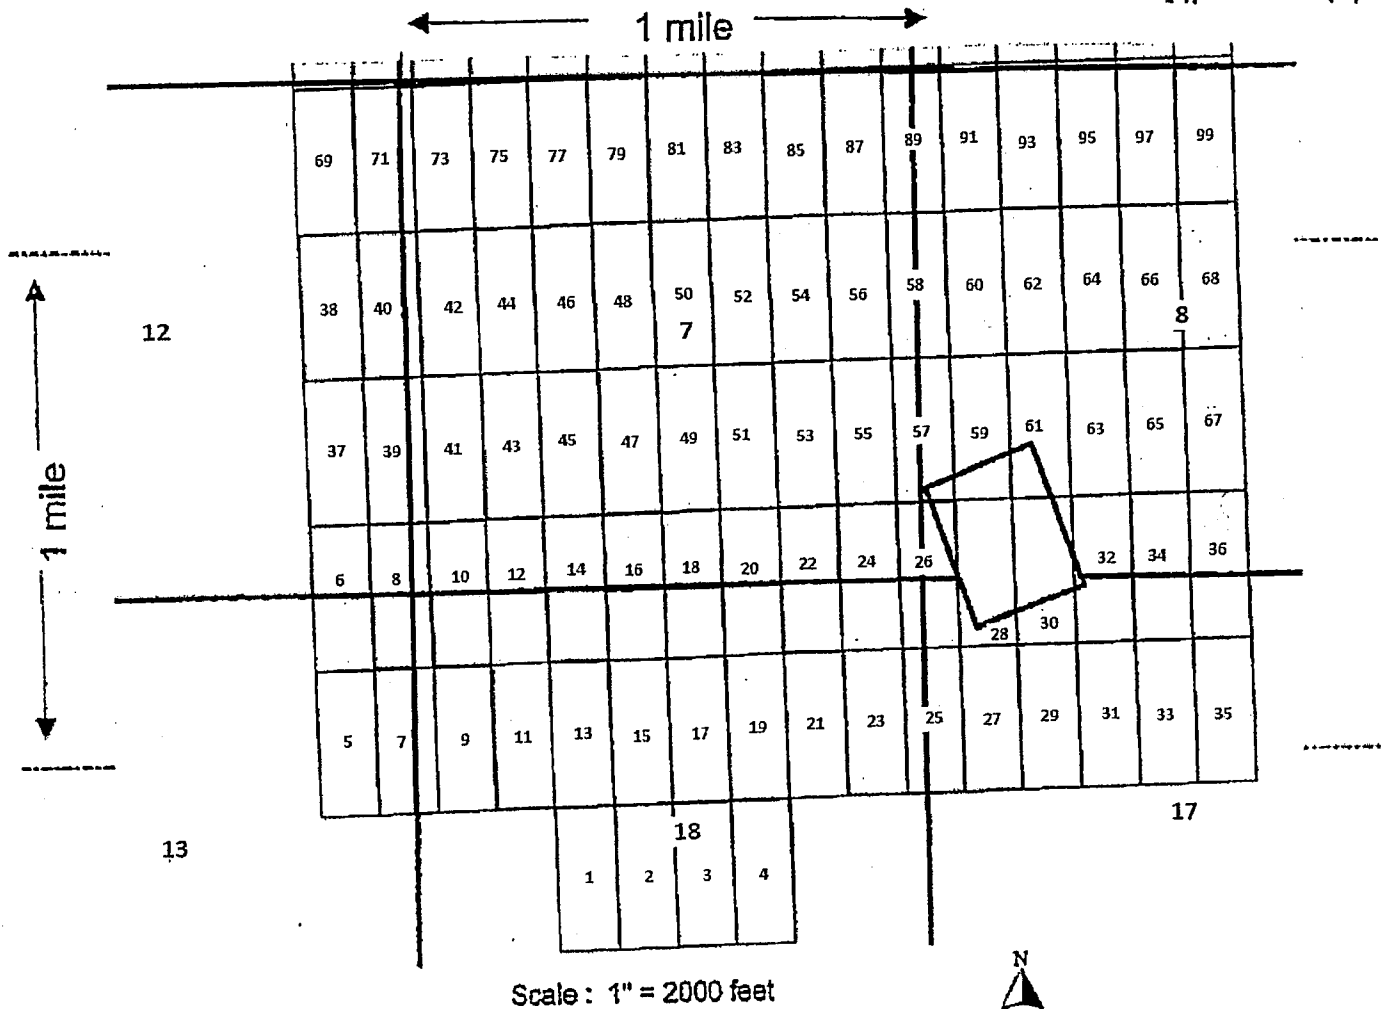 1 mile
69 71 73 75 77 79 81 83 85 87 89 91 93 95 97 99
38 40 42 44 46 48 50 52 54 56 58 60 62 64 66 68
12 7 8
37 39 41 43 45 47 49 51 53 55 57 59 61 63 65 67
1 mile
6 8 10 12 14 16 18 20 22 24 26 32 34 36
28 30
5 7 9 11 13 15 17 19 21 23 25 27 29 31 33 35
13 18 17
1 2 3 4
N
Scale : 1" = 2000 feet